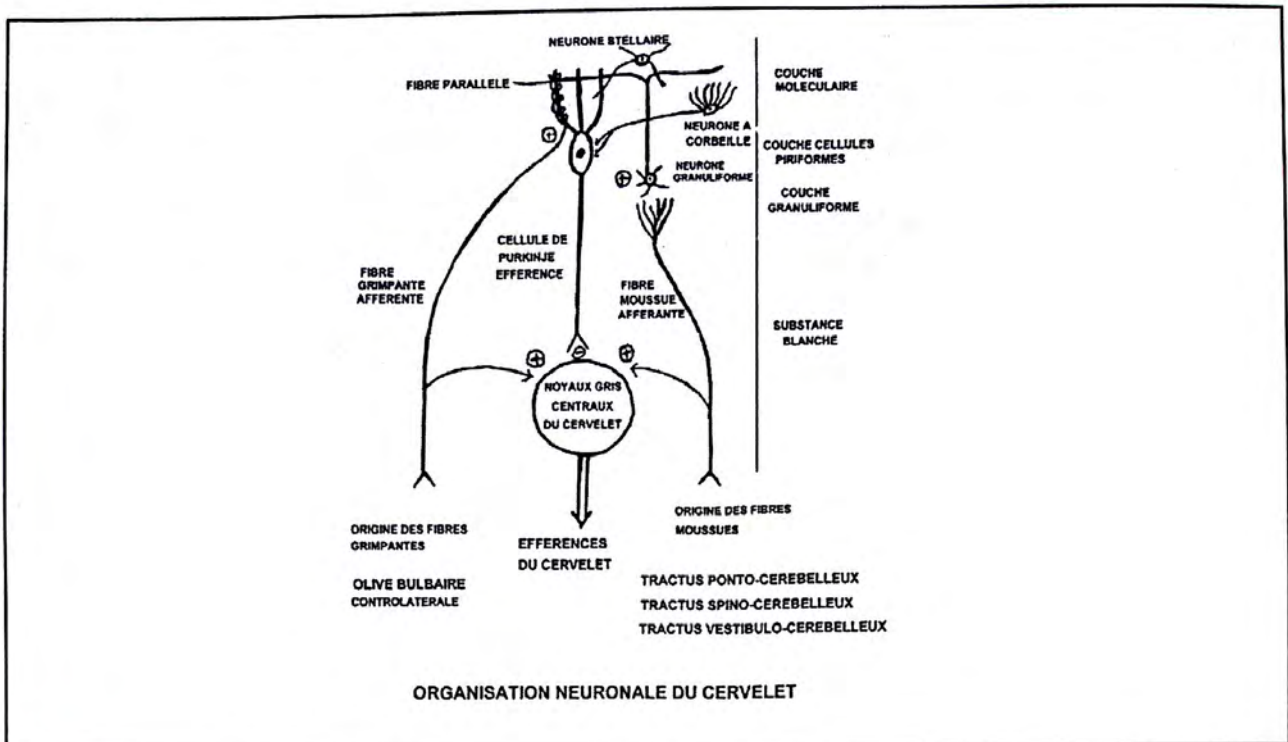 NEURONE STELLAIRE
FIBRE PARALLELE
COUCHE
MOLECULAIRE
NEURONE A
CORBEILLE
COUCHE CELLULES
PIRIFORMES
NEURONE
GRANULIFORME
COUCHE
GRANULIFORME
CELLULE DE
PURKINJE
EFFERENCE
FIBRE
GRIMPANTE
AFFERENTE
FIBRE
MOUSSUE
AFFERANTE
SUBSTANCE
BLANCHE
+
+
+
-
+
NOYAUX GRIS
CENTRAUX
DU CERVELET
ORIGINE DES FIBRES
GRIMPANTES
OLIVE BULBAIRE
CONTROLATERALE
EFFERENCES
DU CERVELET
ORIGINE DES FIBRES
MOUSSUES
TRACTUS PONTO-CEREBELLEUX
TRACTUS SPINO-CEREBELLEUX
TRACTUS VESTIBULO-CEREBELLEUX
ORGANISATION NEURONALE DU CERVELET